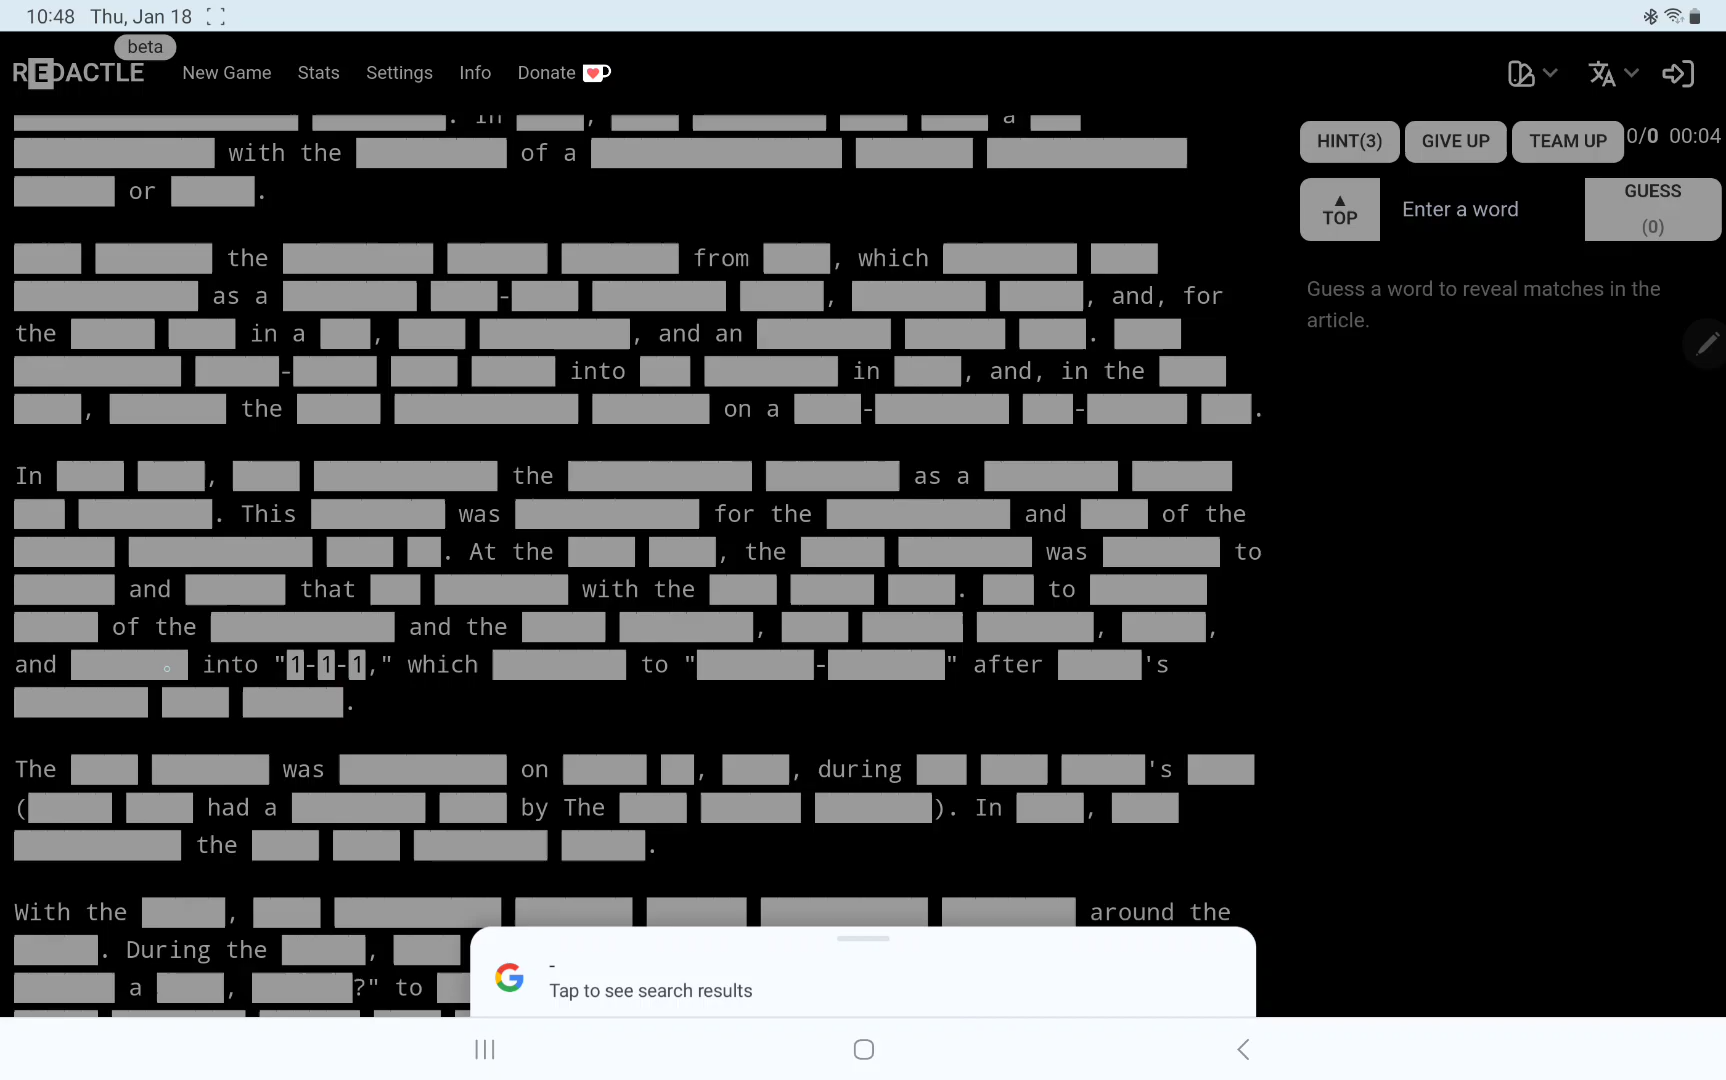 10:48 Thu, Jan 18
beta
REDACTLE New Game Stats Settings Info Donate
. In , a
with the of a
or .
the from , which
as a - , , and, for
the in a , , and an .
- into in , and, in the
, the on a - - .
In , the as a
. This was for the and of the
. At the , the was to
and that with the . to
of the and the , , ,
and into "1-1-1," which to " - " after 's
.
The was on , , during 's
( had a by The ). In ,
the .
With the , around the
. During the ,
a , ?" to
HINT(3) GIVE UP TEAM UP 0/0 00:04
▲
TOP
Enter a word
GUESS
(0)
Guess a word to reveal matches in the
article.
-
Tap to see search results